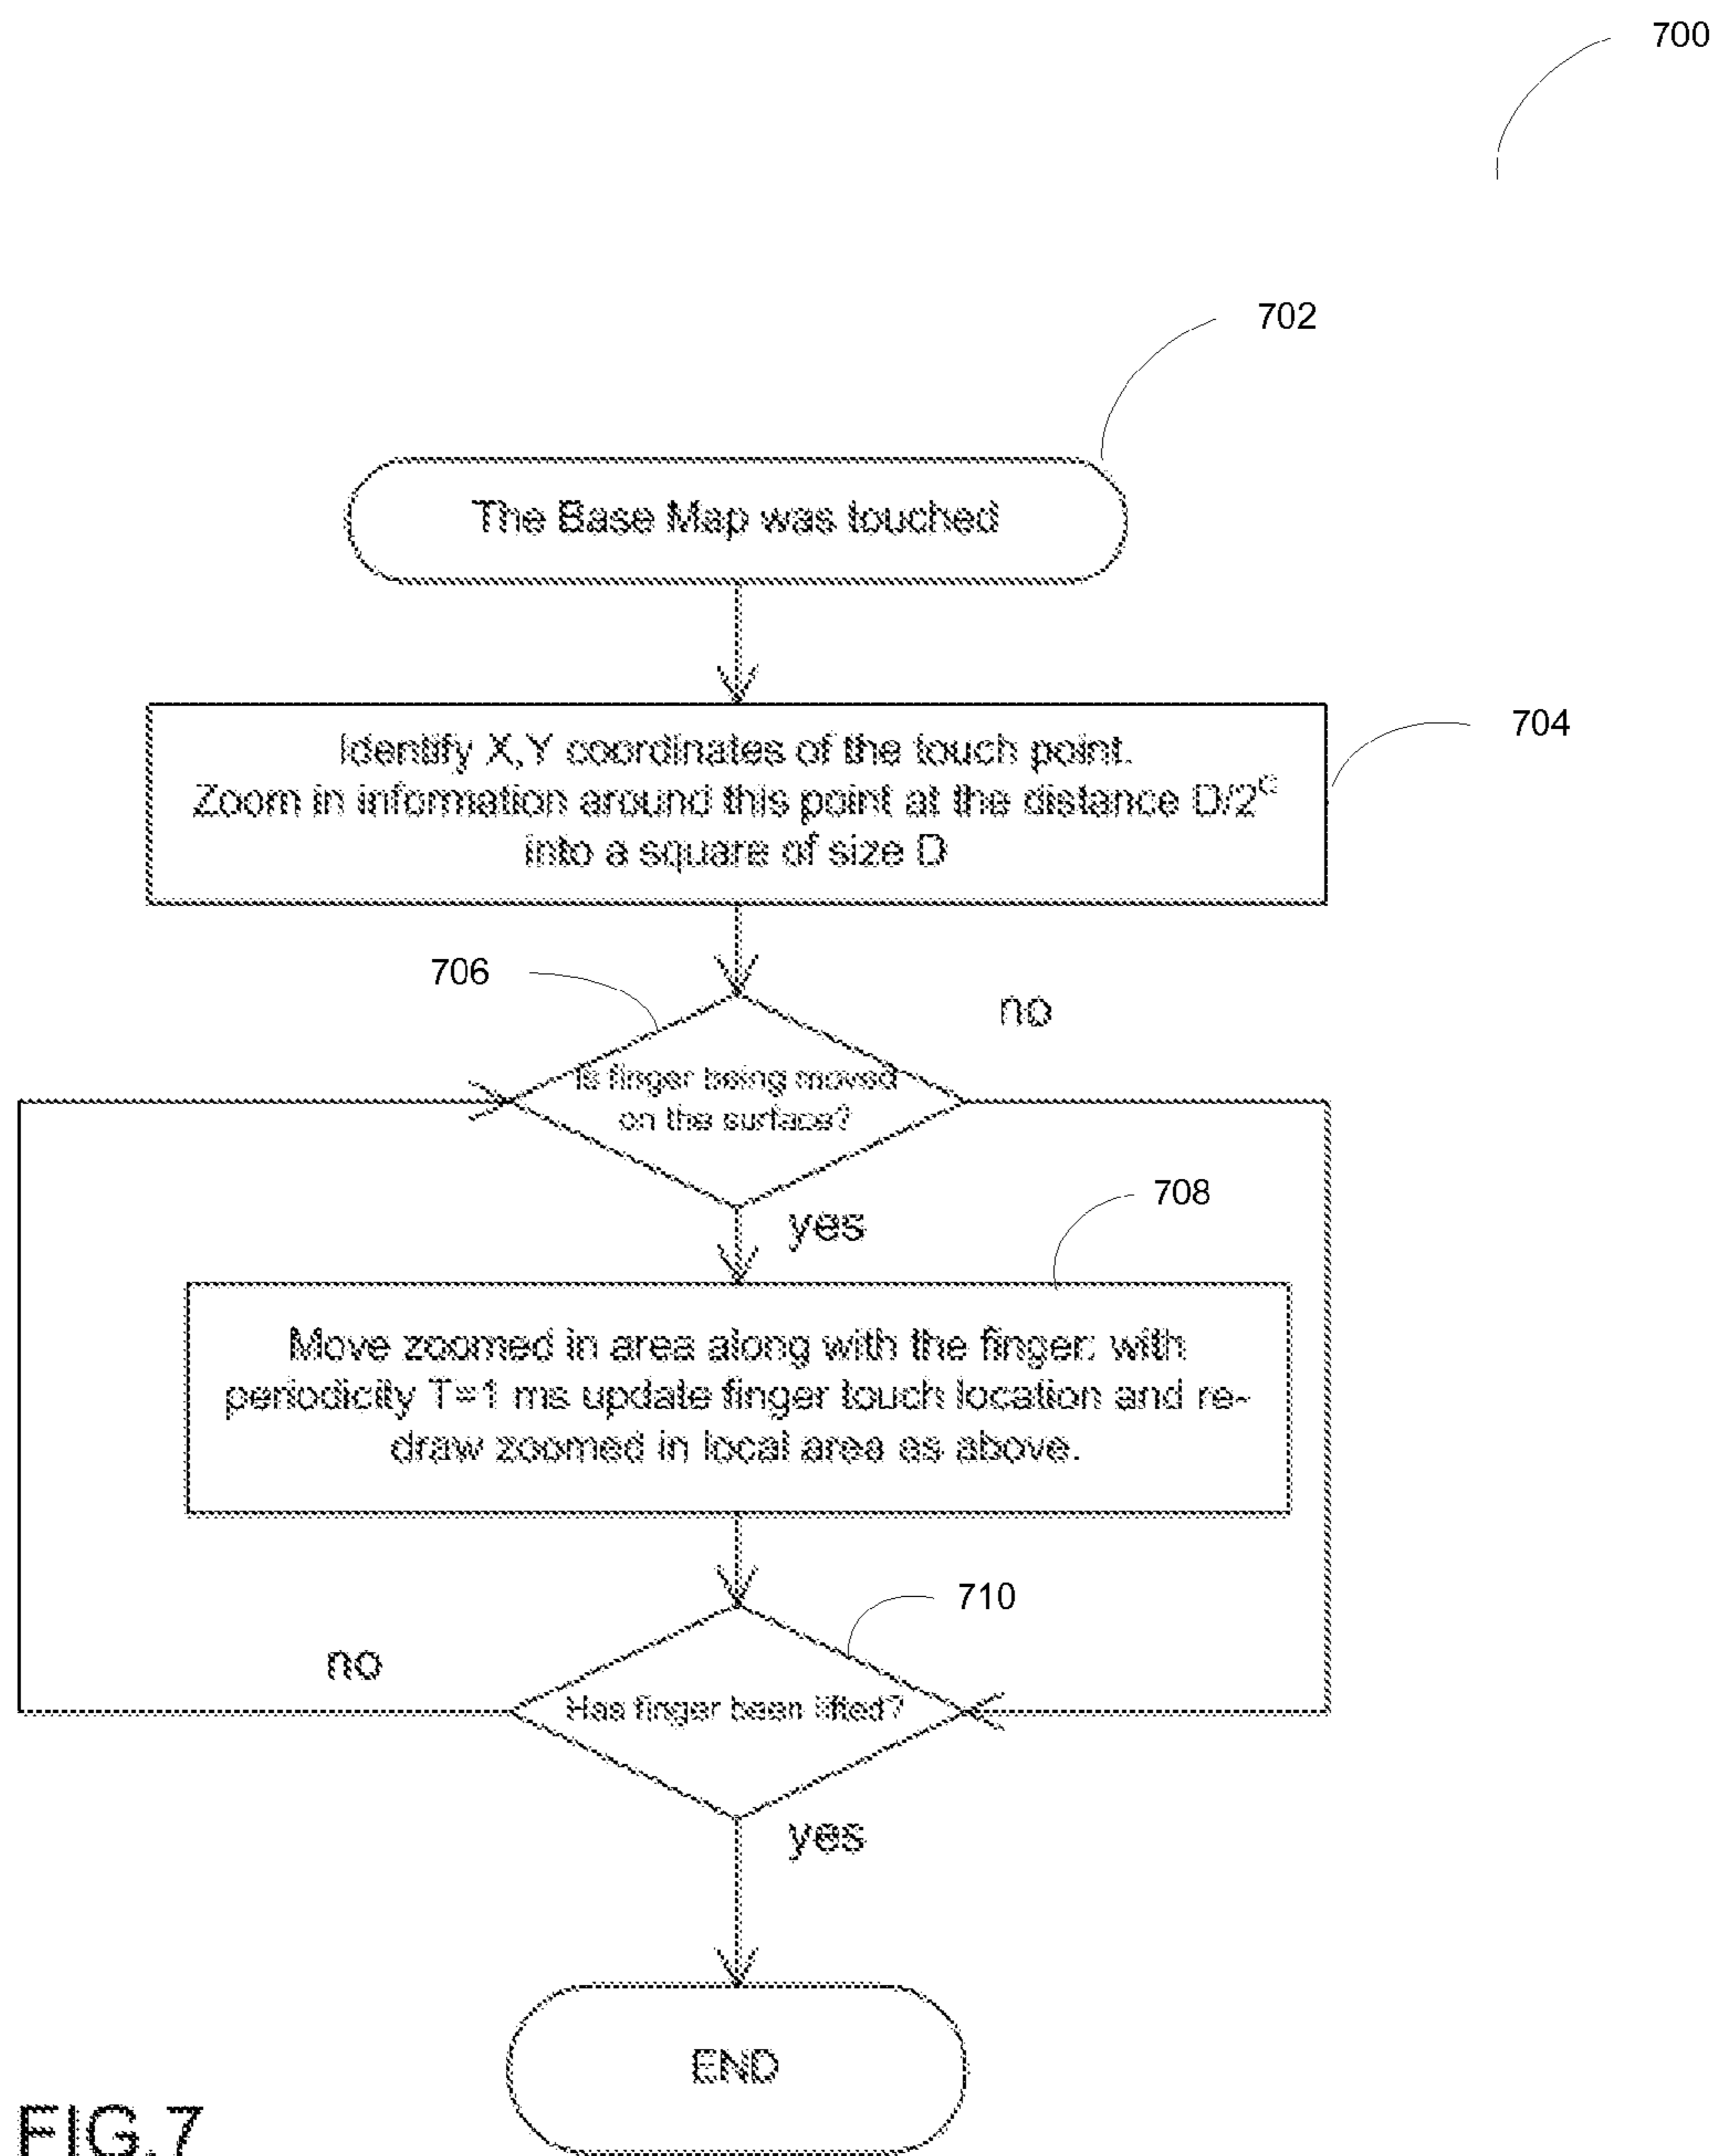 700
702
The Base Map was touched
704
Identify X,Y coordinates of the touch point.
Zoom in information around this point at the distance D/2^G
into a square of size D
706
no
Is finger being moved
on the surface?
708
yes
Move zoomed in area along with the finger: with
periodicity T=1 ms update finger touch location and re-
draw zoomed in local area as above.
710
no
Has finger been lifted?
yes
END
FIG.7